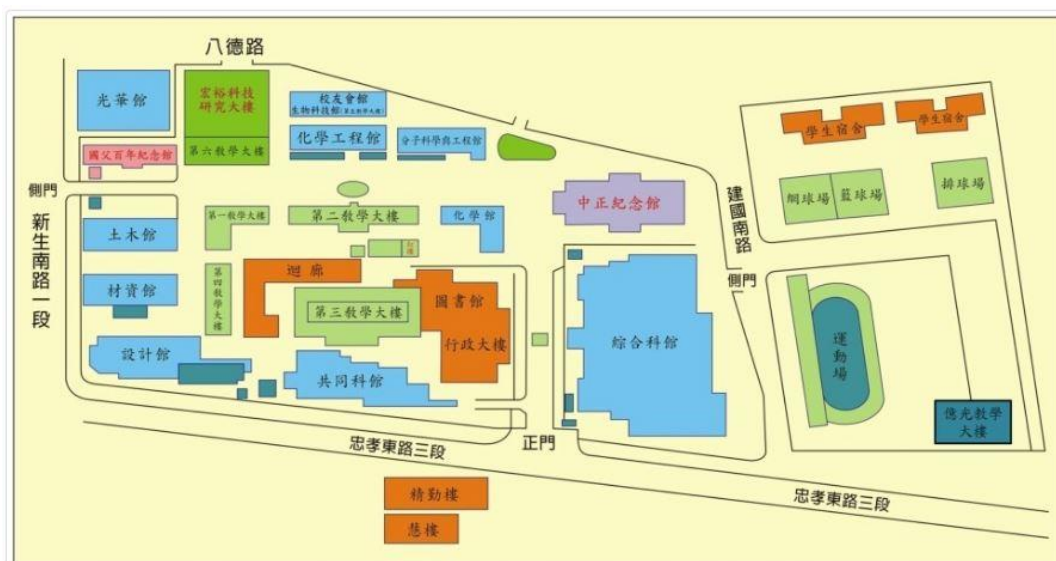 八德路
光華館
宏裕科技
研究大樓
校友會館
生物科技館(第五教學大樓)
化學工程館
分子科學與工程館
國父百年紀念館
第六教學大樓
學生宿舍
學生宿舍
側門
新生南路一段
土木館
第一教學大樓
第二教學大樓
化學館
中正紀念館
建國南路
網球場
籃球場
排球場
紅樓
材資館
第四教學大樓
迴廊
圖書館
第三教學大樓
行政大樓
綜合科館
側門
運動場
設計館
共同科館
億光教學
大樓
忠孝東路三段
正門
忠孝東路三段
精勤樓
慧樓